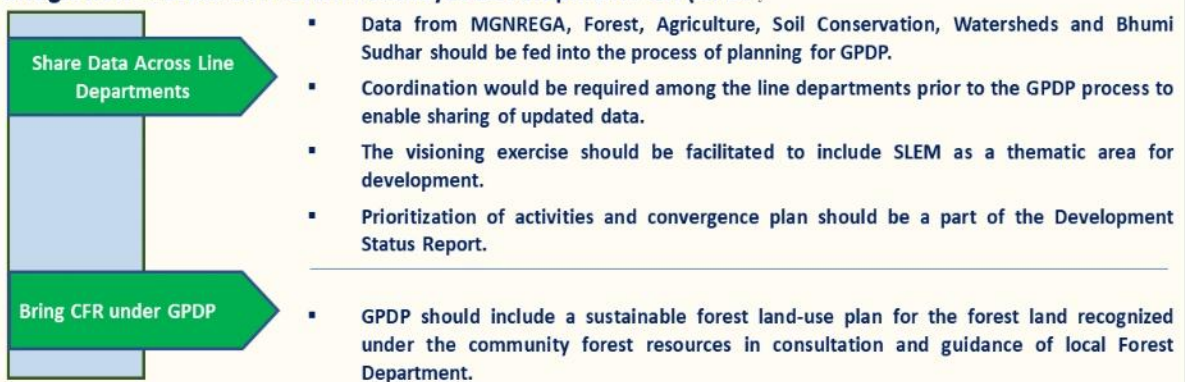 Share Data Across Line
Departments
▪ Data from MGNREGA, Forest, Agriculture, Soil Conservation, Watersheds and Bhumi
Sudhar should be fed into the process of planning for GPDP.
▪ Coordination would be required among the line departments prior to the GPDP process to
enable sharing of updated data.
▪ The visioning exercise should be facilitated to include SLEM as a thematic area for
development.
▪ Prioritization of activities and convergence plan should be a part of the Development
Status Report.
Bring CFR under GPDP
▪ GPDP should include a sustainable forest land-use plan for the forest land recognized
under the community forest resources in consultation and guidance of local Forest
Department.